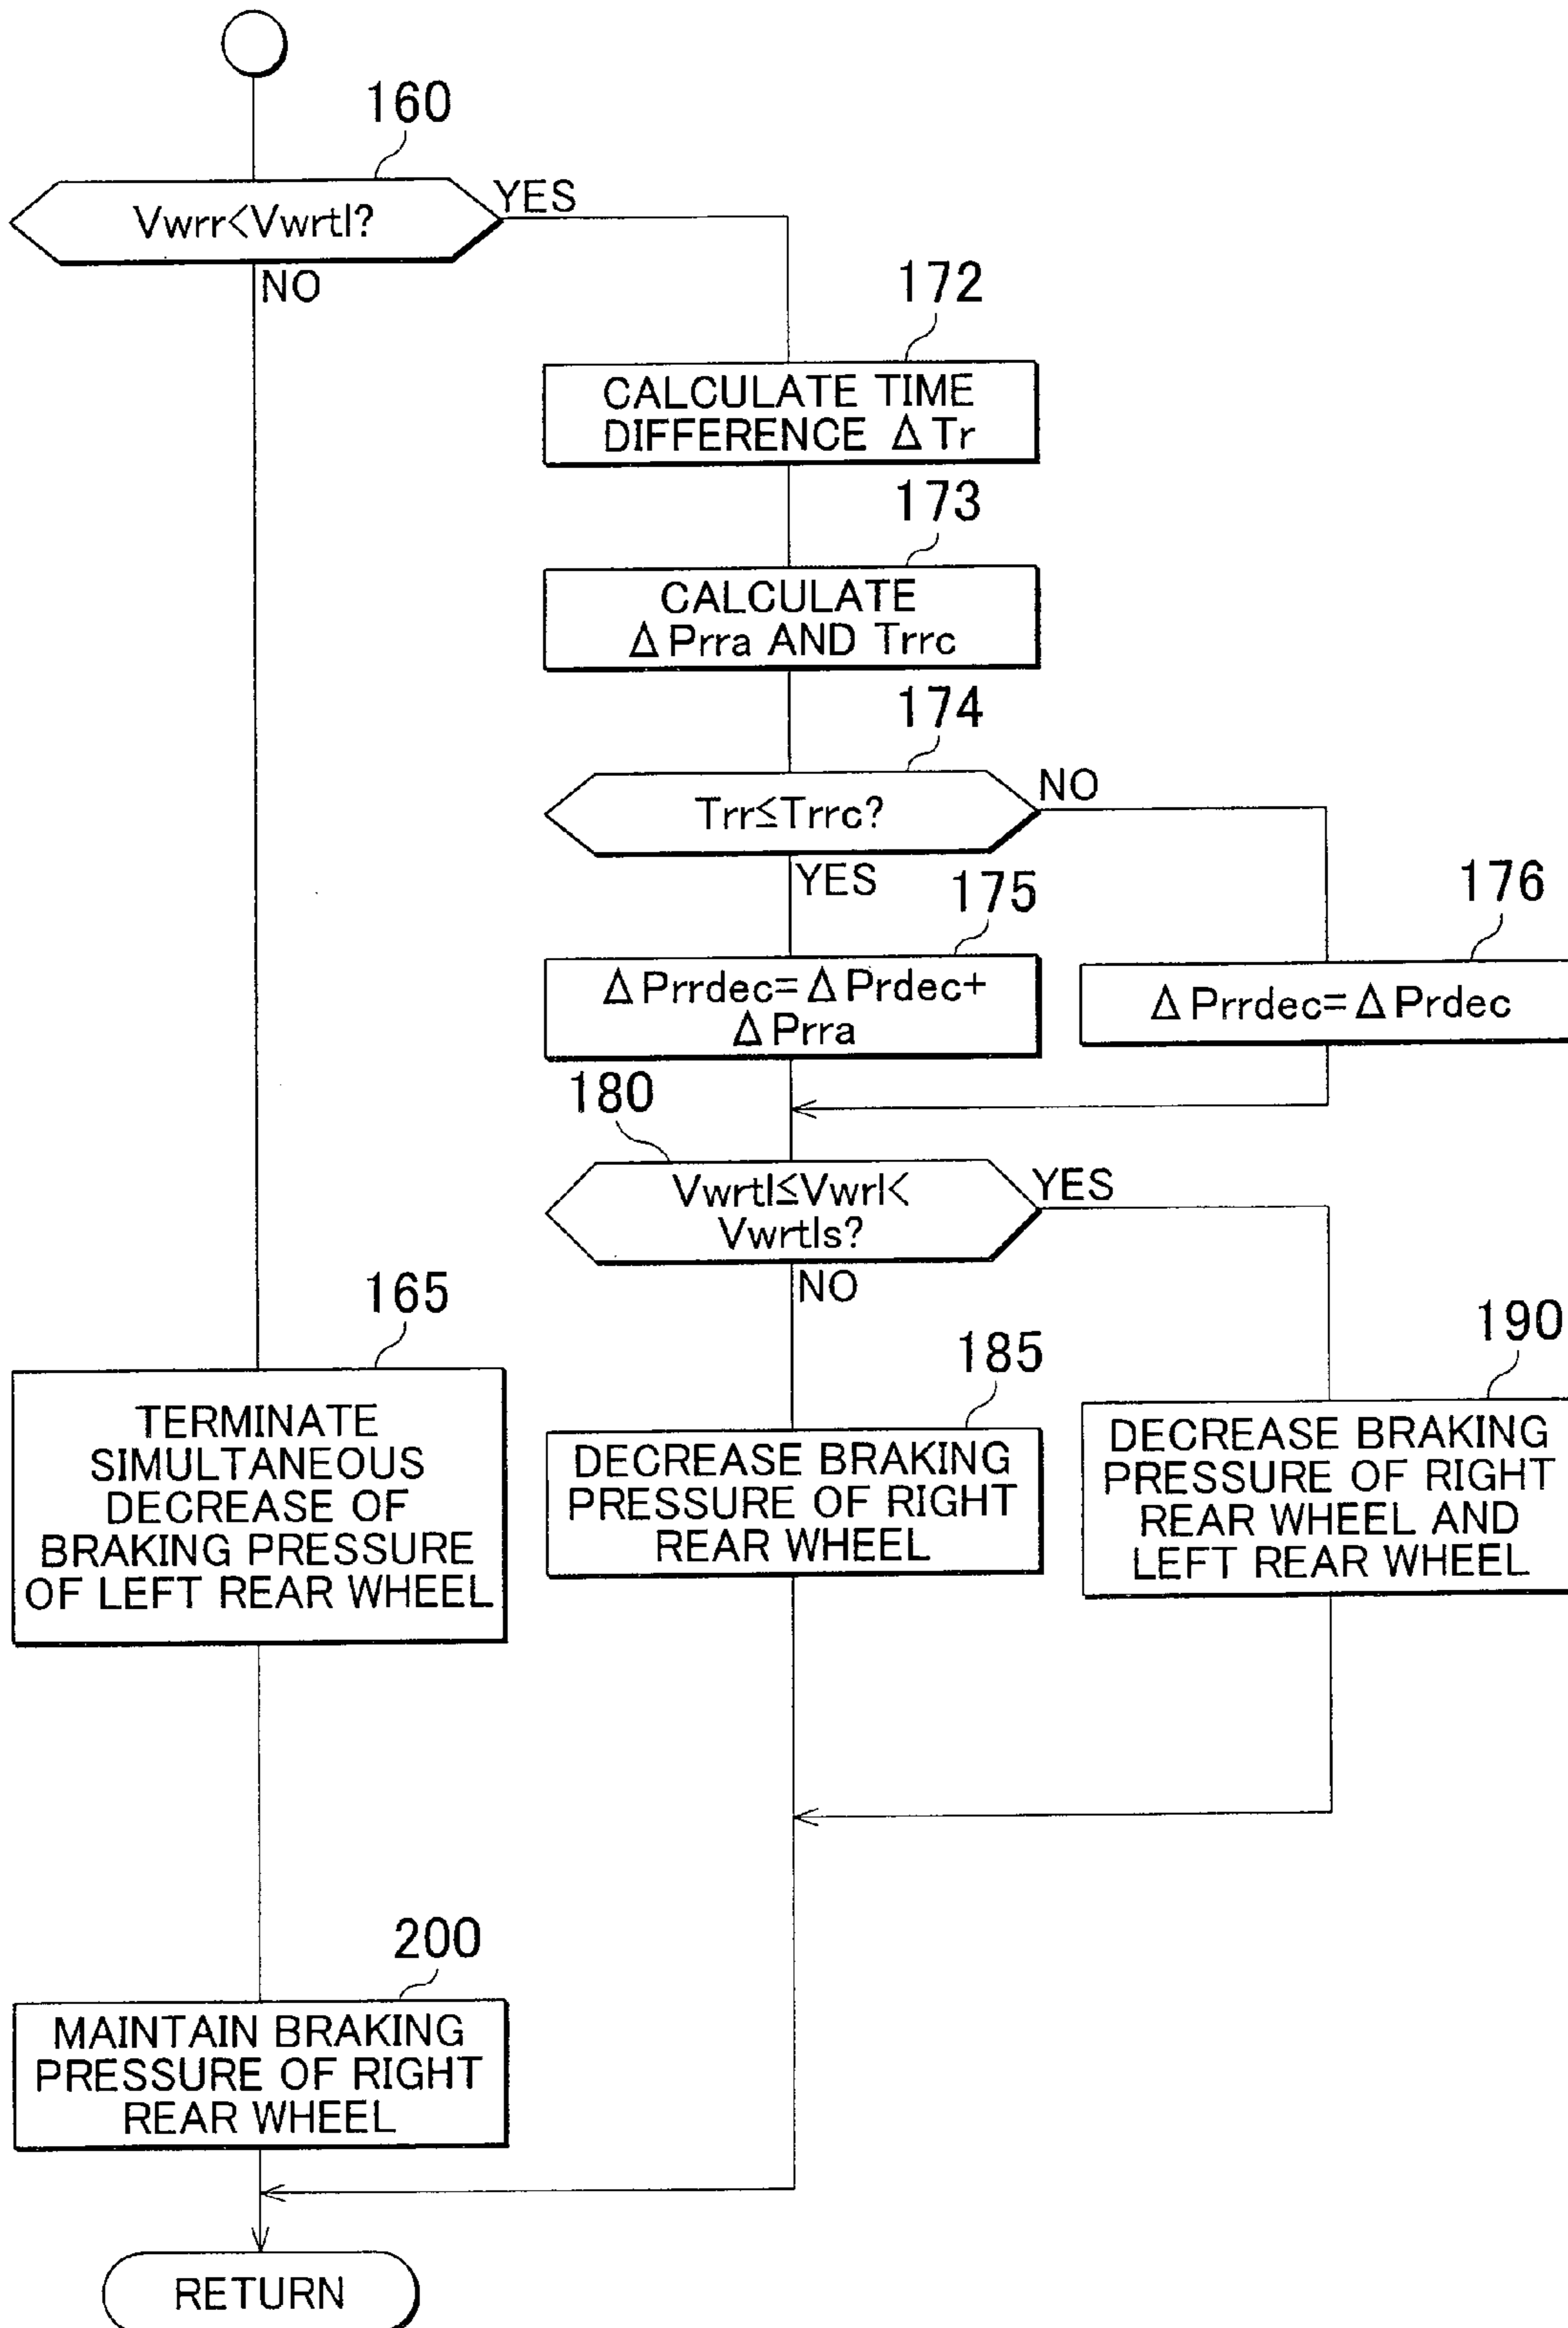 160
Vwrr<Vwrtl?
YES
NO
172
CALCULATE TIME
DIFFERENCE ΔTr
173
CALCULATE
ΔPrra AND Trrc
174
Trr≦Trrc?
NO
YES
175
ΔPrrdec=ΔPrdec+
ΔPrra
176
ΔPrrdec=ΔPrdec
180
Vwrtl≦Vwrl<
Vwrtls?
YES
NO
165
TERMINATE
SIMULTANEOUS
DECREASE OF
BRAKING PRESSURE
OF LEFT REAR WHEEL
185
DECREASE BRAKING
PRESSURE OF RIGHT
REAR WHEEL
190
DECREASE BRAKING
PRESSURE OF RIGHT
REAR WHEEL AND
LEFT REAR WHEEL
200
MAINTAIN BRAKING
PRESSURE OF RIGHT
REAR WHEEL
RETURN